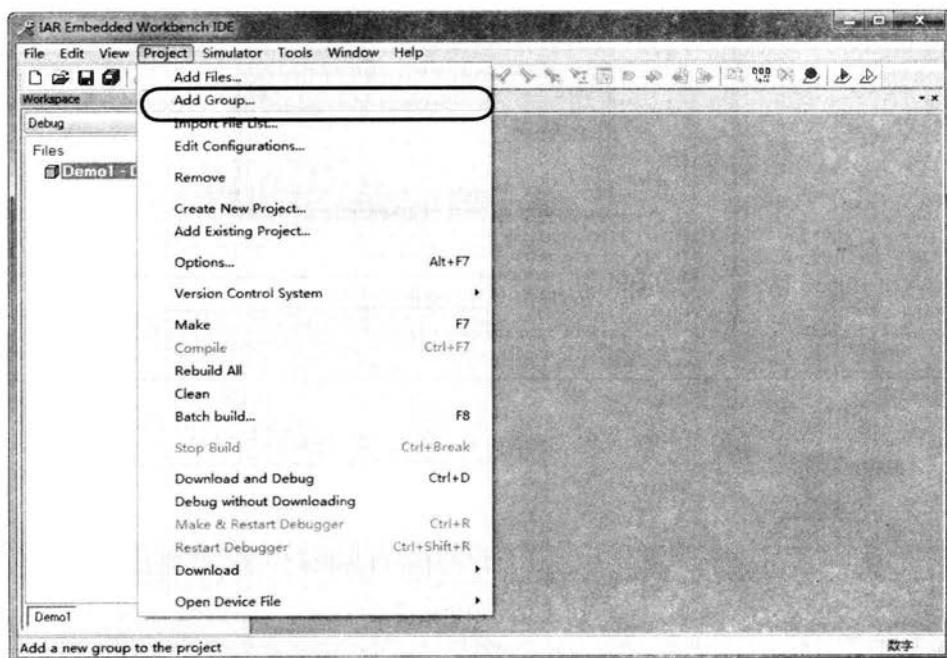 IAR Embedded Workbench IDE
File Edit View Project Simulator Tools Window Help
Workspace
Debug
Files
Demo1 - D
Add Files...
Add Group...
Import File List...
Edit Configurations...
Remove
Create New Project...
Add Existing Project...
Options... Alt+F7
Version Control System
Make F7
Compile Ctrl+F7
Rebuild All
Clean
Batch build... F8
Stop Build Ctrl+Break
Download and Debug Ctrl+D
Debug without Downloading
Make & Restart Debugger Ctrl+R
Restart Debugger Ctrl+Shift+R
Download
Open Device File
Demo1
Add a new group to the project 数字